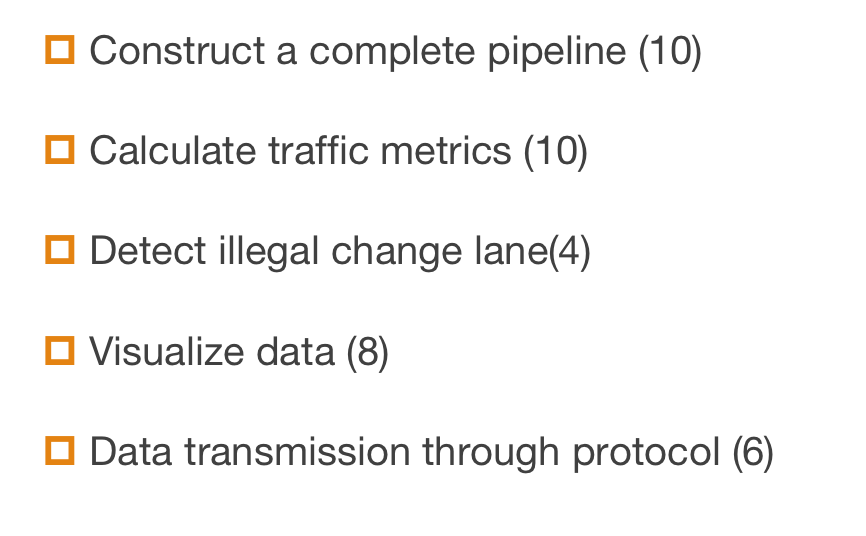 Construct a complete pipeline (10)
Calculate traffic metrics (10)
Detect illegal change lane(4)
Visualize data (8)
Data transmission through protocol (6)